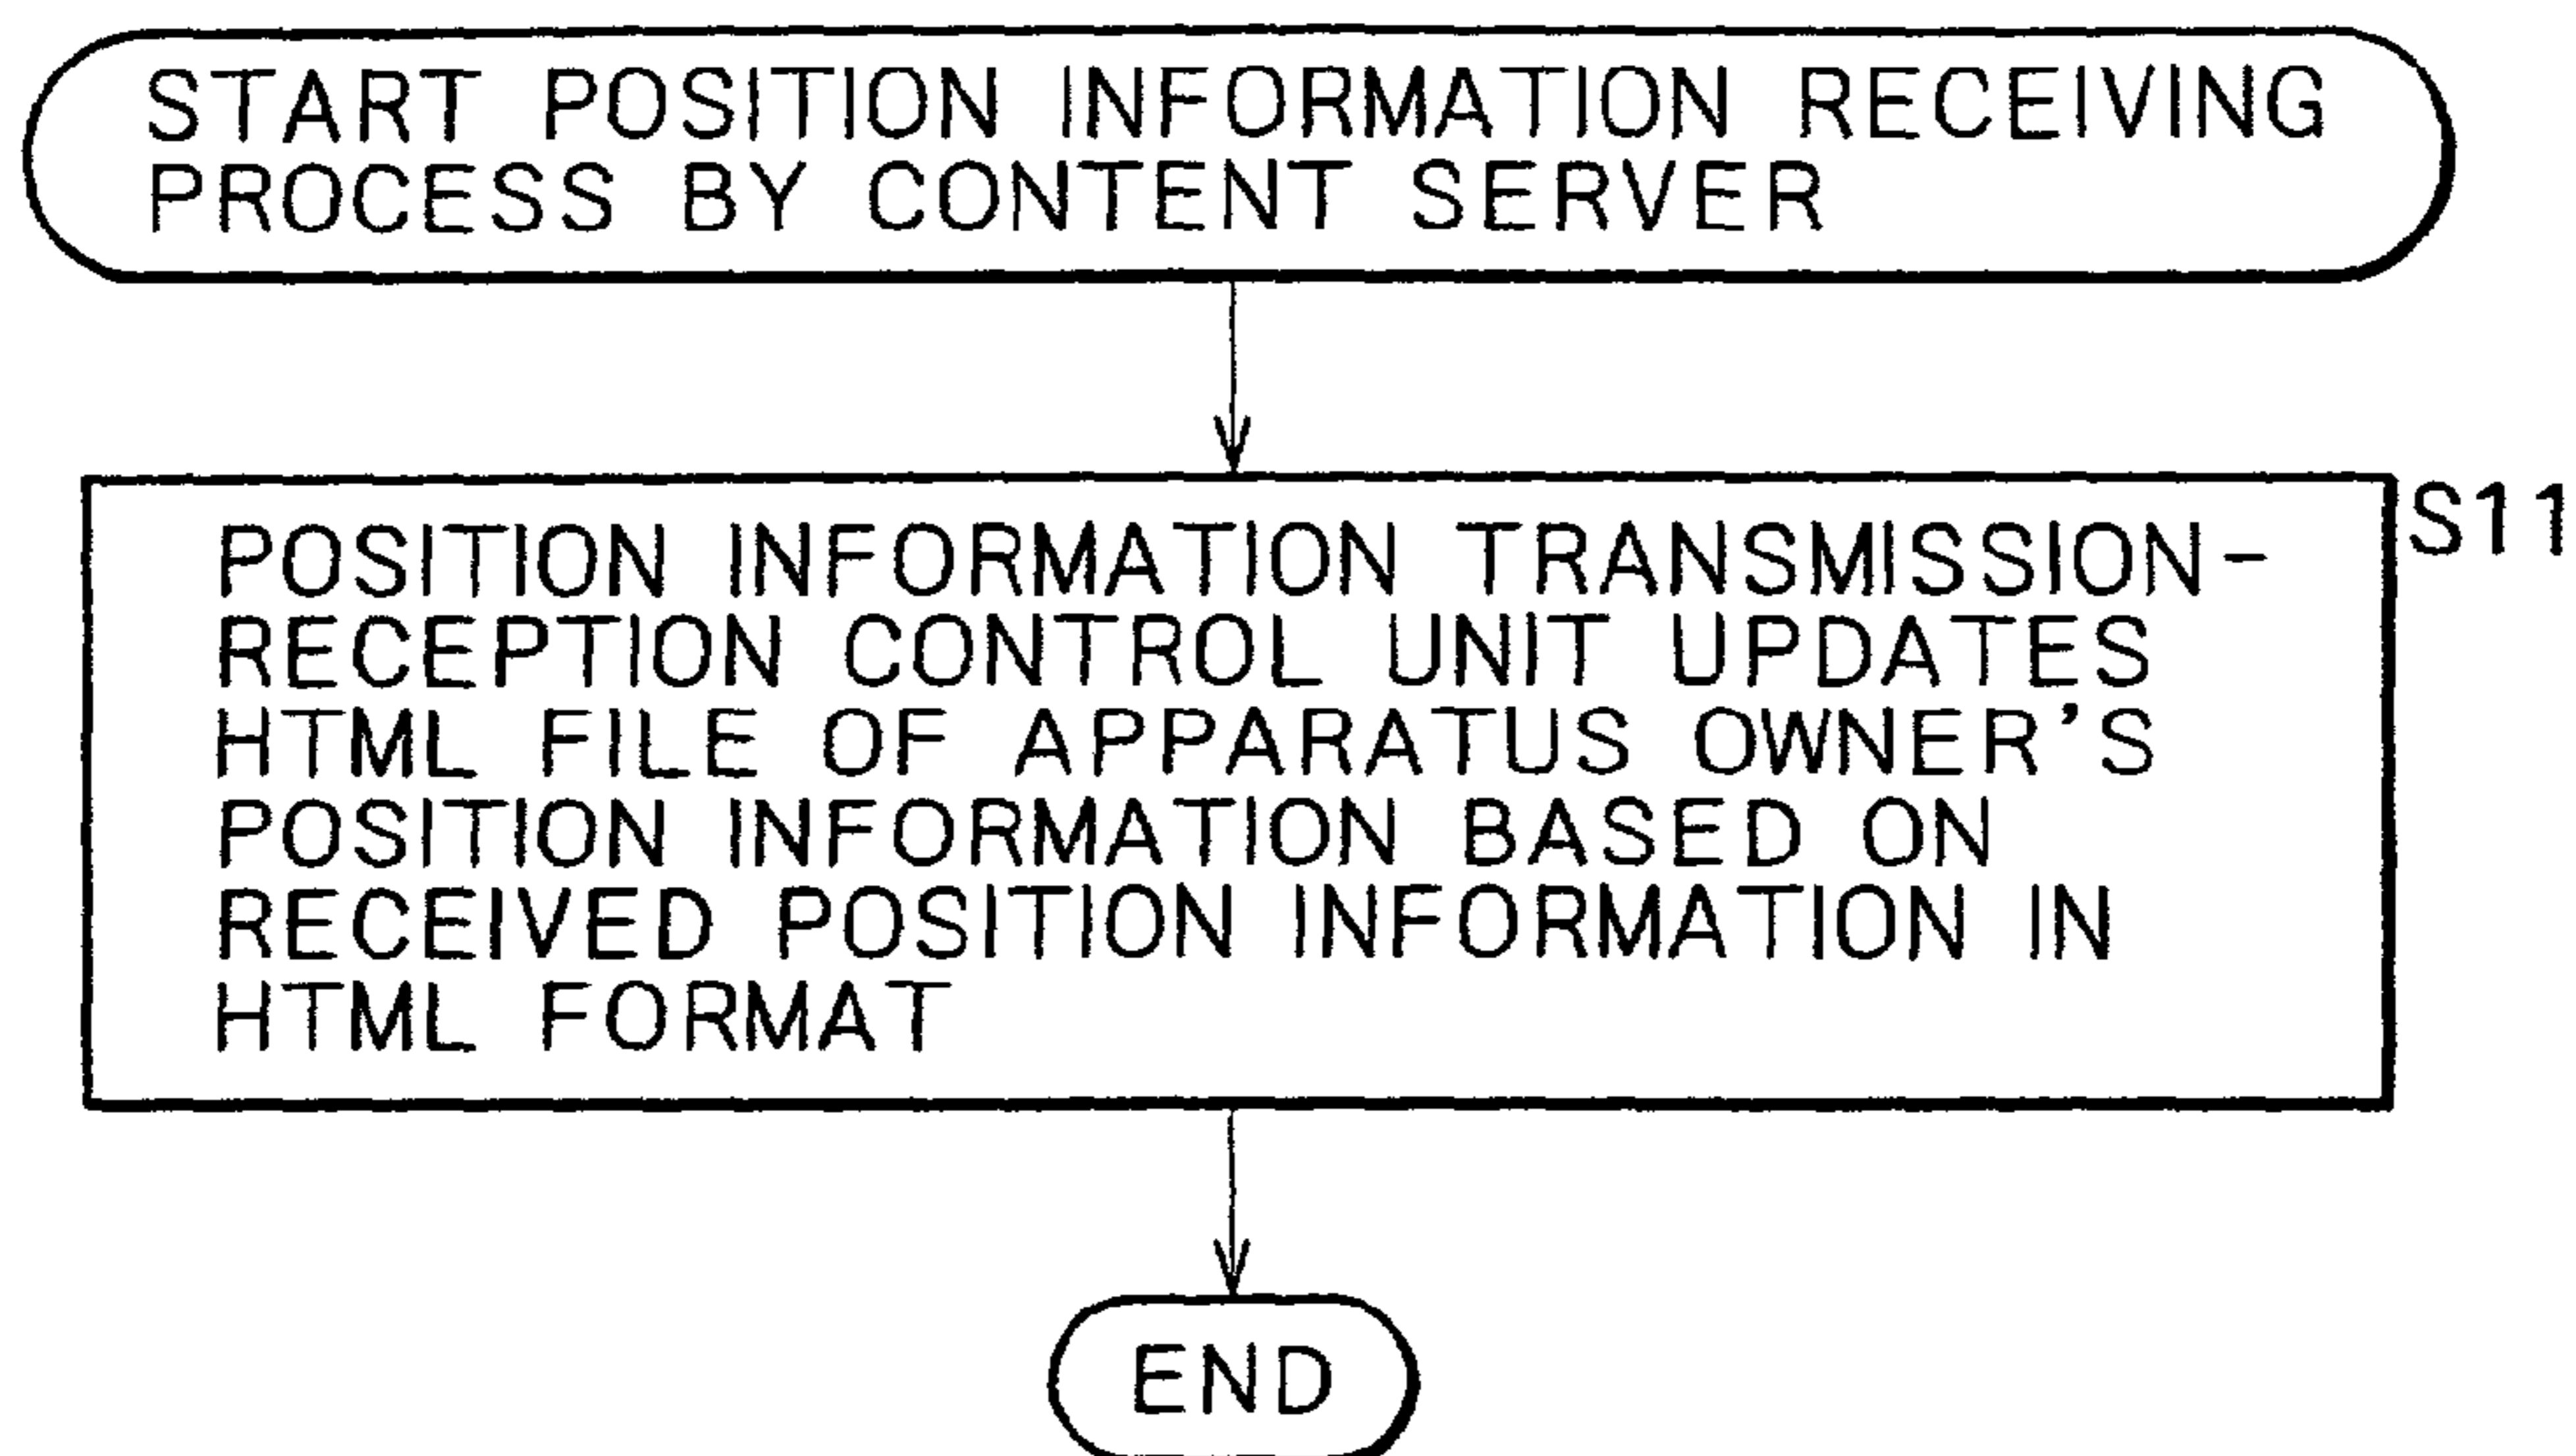 START POSITION INFORMATION RECEIVING
PROCESS BY CONTENT SERVER
S11
POSITION INFORMATION TRANSMISSION-
RECEPTION CONTROL UNIT UPDATES
HTML FILE OF APPARATUS OWNER'S
POSITION INFORMATION BASED ON
RECEIVED POSITION INFORMATION IN
HTML FORMAT
END